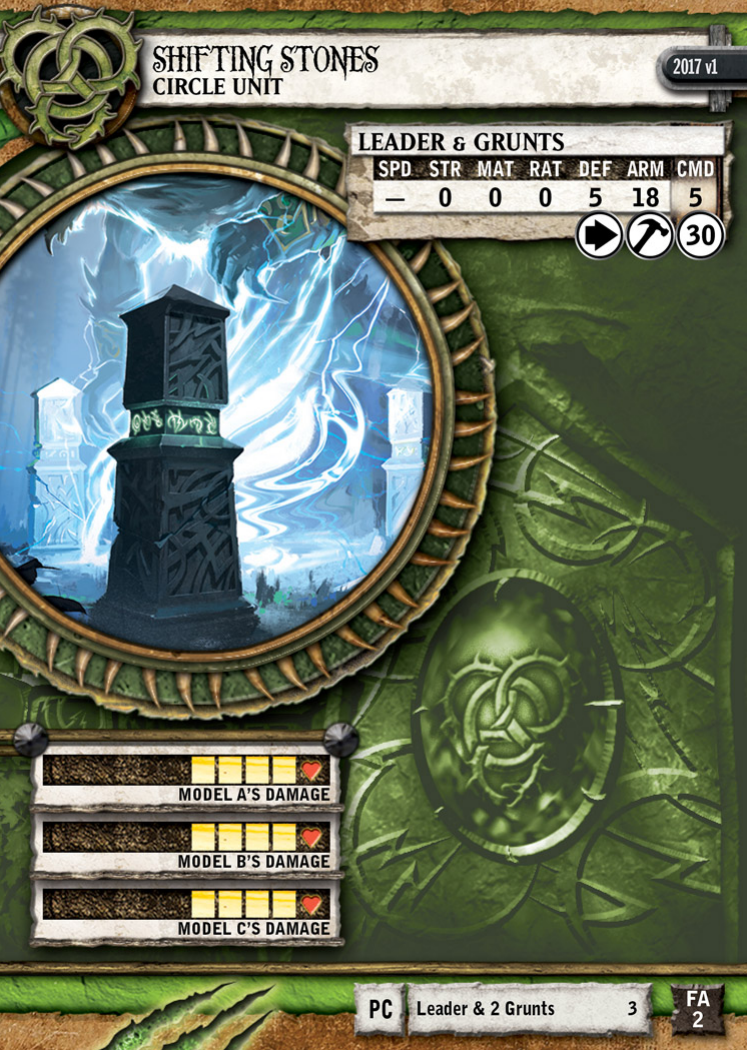 SHIFTING STONES
CIRCLE UNIT
2017 v1
LEADER & GRUNTS
SPD STR MAT RAT DEF ARM CMD
— 0 0 0 5 18 5
30
MODEL A'S DAMAGE
MODEL B'S DAMAGE
MODEL C'S DAMAGE
PC Leader & 2 Grunts 3
FA
2